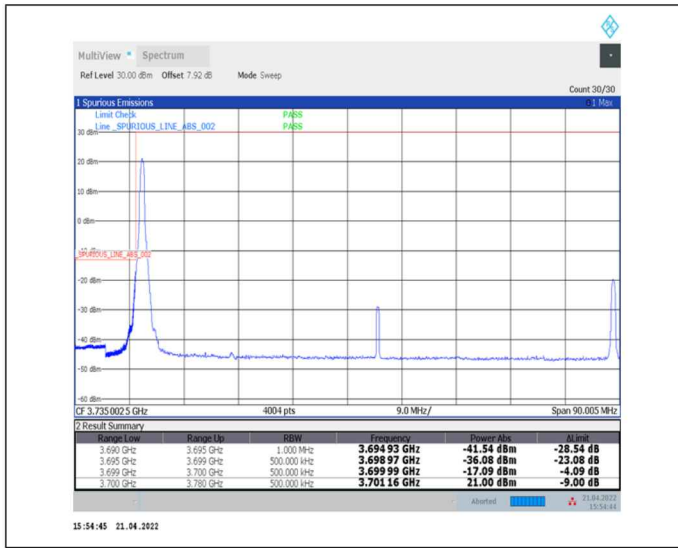 MultiView * Spectrum
Ref Level 30.00 dBm Offset 7.92 dB Mode Sweep
Count 30/30
1 Spurious Emissions 1 Max
Limit Check PASS
Line _SPURIOUS_LINE_ABS_002 PASS
30 dBm
20 dBm
10 dBm
0 dBm
-10 dBm
_SPURIOUS_LINE_ABS_002
-20 dBm
-30 dBm
-40 dBm
-50 dBm
-60 dBm
CF 3.735 002 5 GHz 4004 pts 9.0 MHz/ Span 90.005 MHz
2 Result Summary
Range Low Range Up RBW Frequency Power Abs ΔLimit
3.690 GHz 3.695 GHz 1.000 MHz 3.694 93 GHz -41.54 dBm -28.54 dB
3.695 GHz 3.699 GHz 500.000 kHz 3.698 97 GHz -36.08 dBm -23.08 dB
3.699 GHz 3.700 GHz 500.000 kHz 3.699 99 GHz -17.09 dBm -4.09 dB
3.700 GHz 3.780 GHz 500.000 kHz 3.701 16 GHz 21.00 dBm -9.00 dB
Aborted 21.04.2022
15:54:44
15:54:45 21.04.2022